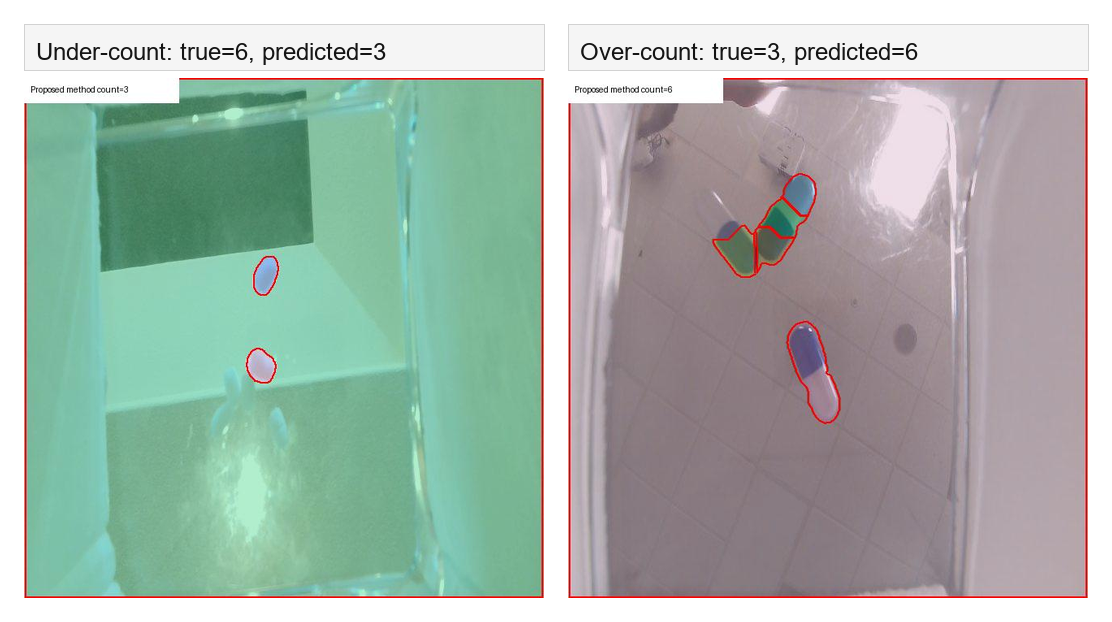 Under-count: true=6, predicted=3
Proposed method count=3
Over-count: true=3, predicted=6
Proposed method count=6